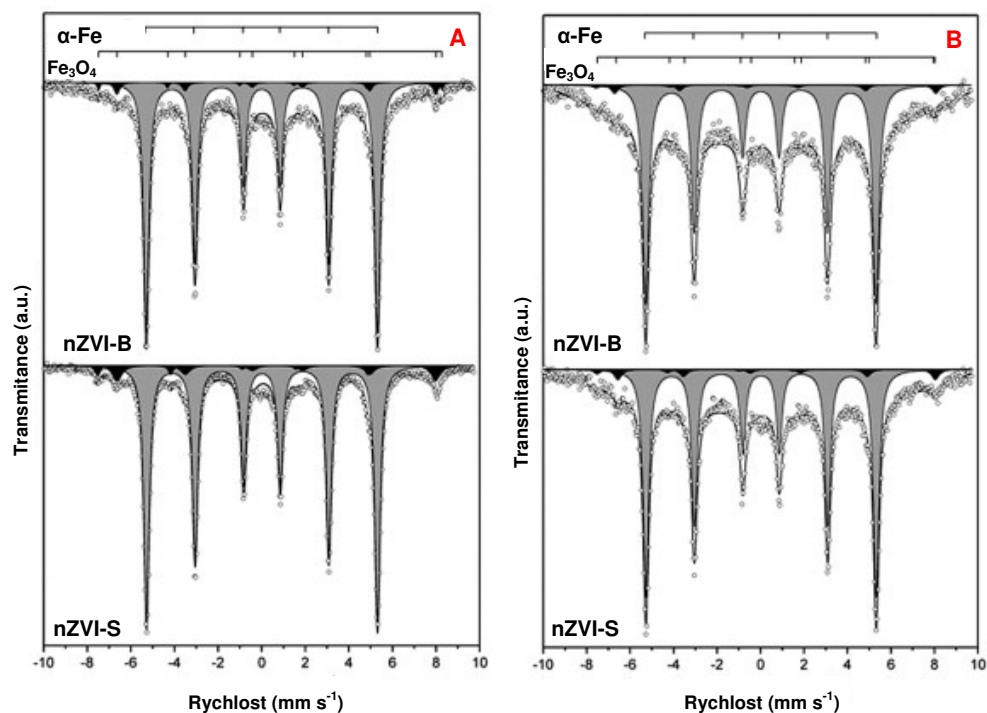 α-Fe
A
Fe₃O₄
nZVI-B
nZVI-S
Transmitance (a.u.)
-10 -8 -6 -4 -2 0 2 4 6 8 10
Rychlost (mm s⁻¹)
α-Fe
B
Fe₃O₄
nZVI-B
nZVI-S
Transmitance (a.u.)
-10 -8 -6 -4 -2 0 2 4 6 8 10
Rychlost (mm s⁻¹)